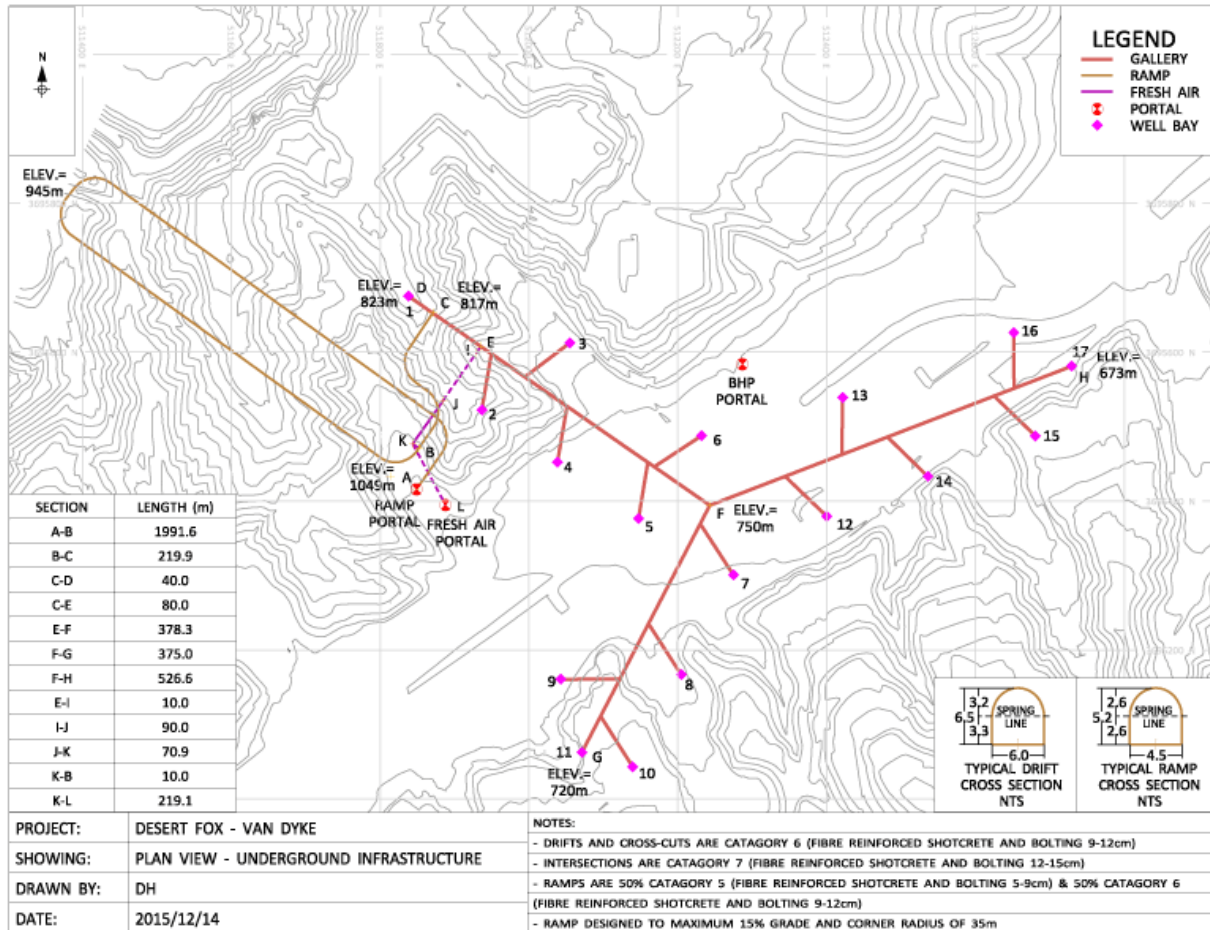 N
LEGEND
GALLERY
RAMP
FRESH AIR
PORTAL
WELL BAY
ELEV.=
945m
ELEV.=
823m
D
1
C
ELEV.=
817m
E
I
3
2
J
K
B
4
A
ELEV.=
1049m
RAMP
PORTAL
L
FRESH AIR
PORTAL
BHP
PORTAL
6
5
F
ELEV.=
750m
7
8
9
10
11
G
ELEV.=
720m
12
13
14
15
16
17
H
ELEV.=
673m
3695800 N
SECTION LENGTH (m)
A-B 1991.6
B-C 219.9
C-D 40.0
C-E 80.0
E-F 378.3
F-G 375.0
F-H 526.6
E-I 10.0
I-J 90.0
J-K 70.9
K-B 10.0
K-L 219.1
3.2
6.5
3.3
SPRING
LINE
6.0
TYPICAL DRIFT
CROSS SECTION
NTS
2.6
5.2
2.6
SPRING
LINE
4.5
TYPICAL RAMP
CROSS SECTION
NTS
PROJECT: DESERT FOX - VAN DYKE
SHOWING: PLAN VIEW - UNDERGROUND INFRASTRUCTURE
DRAWN BY: DH
DATE: 2015/12/14
NOTES:
- DRIFTS AND CROSS-CUTS ARE CATAGORY 6 (FIBRE REINFORCED SHOTCRETE AND BOLTING 9-12cm)
- INTERSECTIONS ARE CATAGORY 7 (FIBRE REINFORCED SHOTCRETE AND BOLTING 12-15cm)
- RAMPS ARE 50% CATAGORY 5 (FIBRE REINFORCED SHOTCRETE AND BOLTING 5-9cm) & 50% CATAGORY 6
(FIBRE REINFORCED SHOTCRETE AND BOLTING 9-12cm)
- RAMP DESIGNED TO MAXIMUM 15% GRADE AND CORNER RADIUS OF 35m